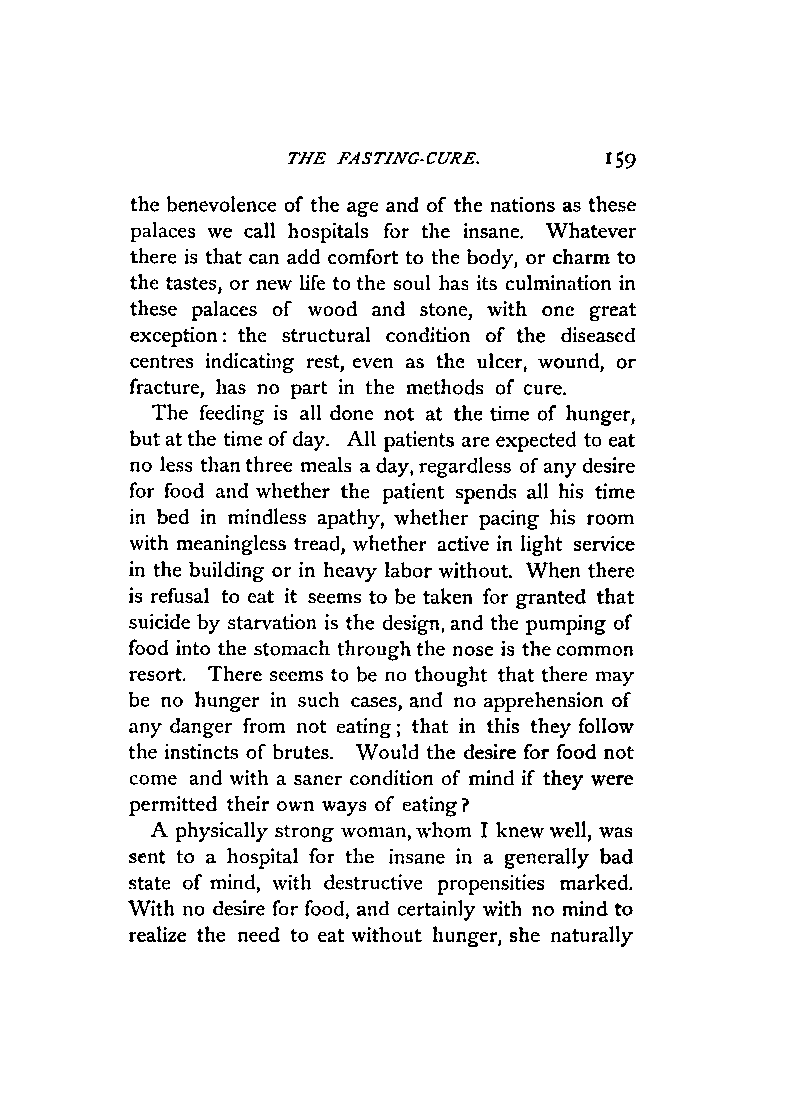 THE FASTING-CURE. 159
the benevolence of the age and of the nations as these
palaces we call hospitals for the insane. Whatever
there is that can add comfort to the body, or charm to
the tastes, or new life to the soul has its culmination in
these palaces of wood and stone, with one great
exception: the structural condition of the diseased
centres indicating rest, even as the ulcer, wound, or
fracture, has no part in the methods of cure.
The feeding is all done not at the time of hunger,
but at the time of day. All patients are expected to eat
no less than three meals a day, regardless of any desire
for food and whether the patient spends all his time
in bed in mindless apathy, whether pacing his room
with meaningless tread, whether active in light service
in the building or in heavy labor without. When there
is refusal to eat it seems to be taken for granted that
suicide by starvation is the design, and the pumping of
food into the stomach through the nose is the common
resort. There seems to be no thought that there may
be no hunger in such cases, and no apprehension of
any danger from not eating; that in this they follow
the instincts of brutes. Would the desire for food not
come and with a saner condition of mind if they were
permitted their own ways of eating?
A physically strong woman, whom I knew well, was
sent to a hospital for the insane in a generally bad
state of mind, with destructive propensities marked.
With no desire for food, and certainly with no mind to
realize the need to eat without hunger, she naturally